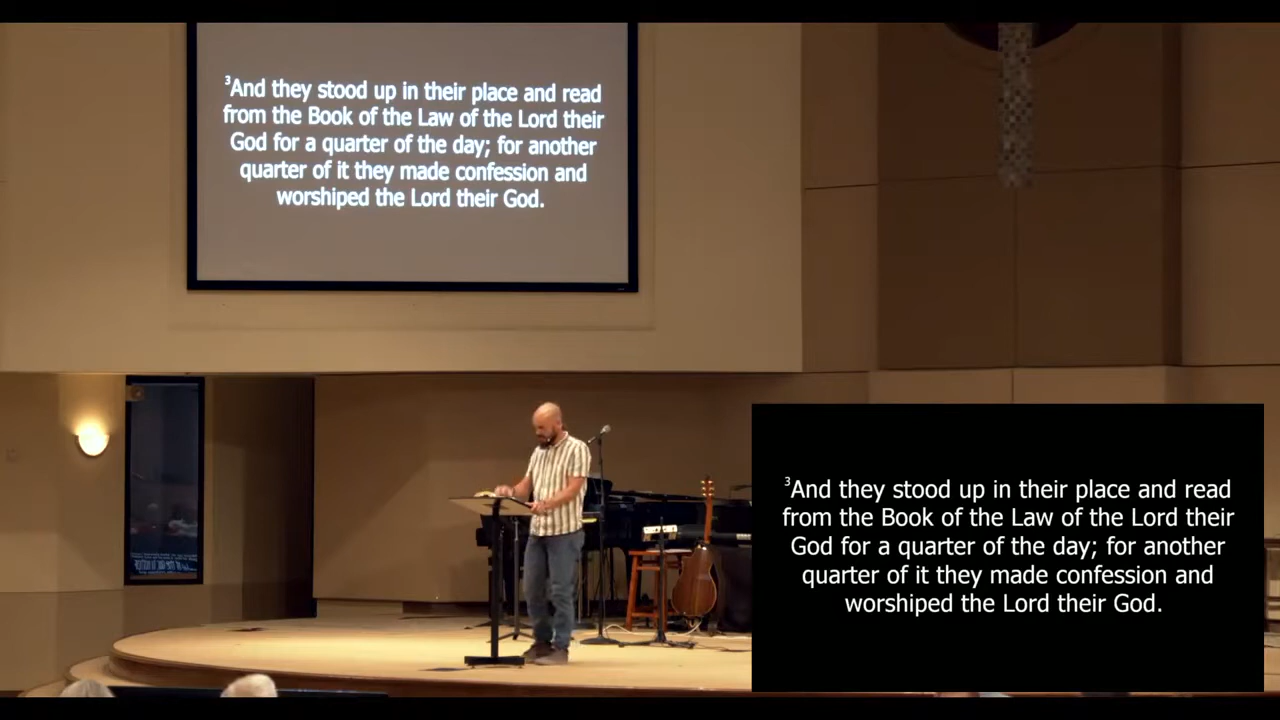 ³And they stood up in their place and read
from the Book of the Law of the Lord their
God for a quarter of the day; for another
quarter of it they made confession and
worshiped the Lord their God.
³And they stood up in their place and read
from the Book of the Law of the Lord their
God for a quarter of the day; for another
quarter of it they made confession and
worshiped the Lord their God.